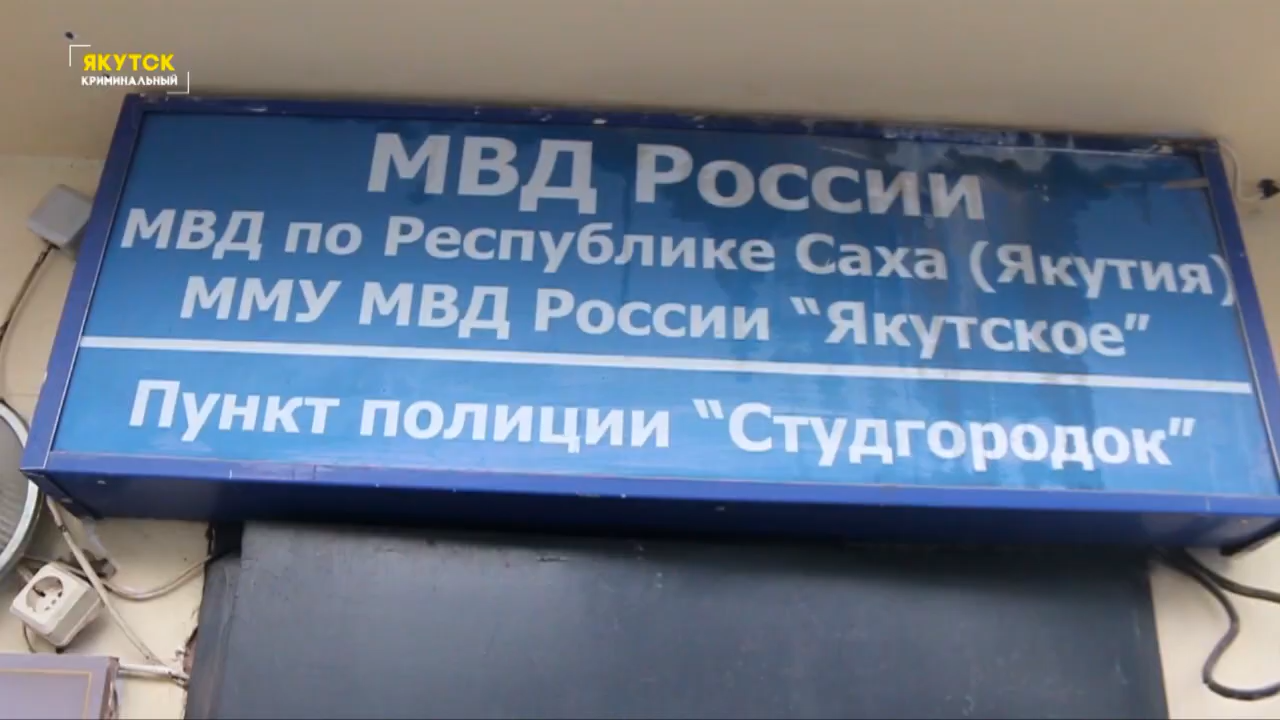 ЯКУТСК
КРИМИНАЛЬНЫЙ
МВД России
МВД по Республике Саха (Якутия)
ММУ МВД России "Якутское"
Пункт полиции "Студгородок"